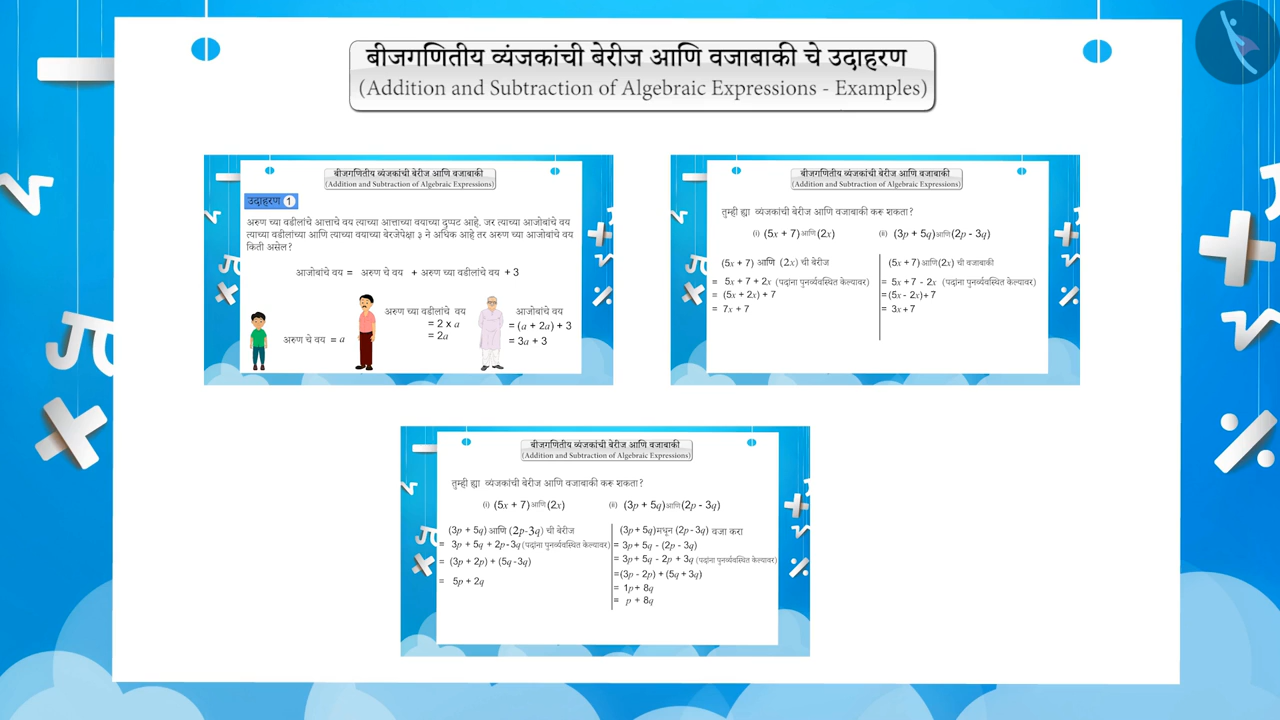 बीजगणितीय व्यंजकांची बेरीज आणि वजाबाकी चे उदाहरण
(Addition and Subtraction of Algebraic Expressions - Examples)
बीजगणितीय व्यंजकांची बेरीज आणि वजाबाकी
(Addition and Subtraction of Algebraic Expressions)
उदाहरण 1
अरुण च्या वडीलांचे आत्ताचे वय त्याच्या आत्ताच्या वयाच्या दुप्पट आहे. जर त्याच्या आजोबांचे वय
त्याच्या वडीलांच्या आणि त्याच्या वयाच्या बेरजेपेक्षा ३ ने अधिक आहे तर अरुण च्या आजोबांचे वय
किती असेल?
आजोबांचे वय = अरुण चे वय + अरुण च्या वडीलांचे वय + 3
अरुण चे वय = a
अरुण च्या वडीलांचे वय
= 2 x a
= 2a
आजोबांचे वय
= (a + 2a) + 3
= 3a + 3
बीजगणितीय व्यंजकांची बेरीज आणि वजाबाकी
(Addition and Subtraction of Algebraic Expressions)
तुम्ही ह्या व्यंजकांची बेरीज आणि वजाबाकी करू शकता?
(i) (5x + 7)आणि(2x) (ii) (3p + 5q)आणि(2p - 3q)
(5x + 7) आणि (2x) ची बेरीज
= 5x + 7 + 2x (पदांना पुनर्व्यवस्थित केल्यावर)
= (5x + 2x) + 7
= 7x + 7
(5x + 7)आणि(2x) ची वजाबाकी
= 5x + 7 - 2x (पदांना पुनर्व्यवस्थित केल्यावर)
= (5x - 2x) + 7
= 3x + 7
बीजगणितीय व्यंजकांची बेरीज आणि वजाबाकी
(Addition and Subtraction of Algebraic Expressions)
तुम्ही ह्या व्यंजकांची बेरीज आणि वजाबाकी करू शकता?
(i) (5x + 7)आणि(2x) (ii) (3p + 5q)आणि(2p - 3q)
(3p + 5q) आणि (2p-3q) ची बेरीज
= 3p + 5q + 2p-3q (पदांना पुनर्व्यवस्थित केल्यावर)
= (3p + 2p) + (5q -3q)
= 5p + 2q
(3p + 5q)मधून (2p-3q) वजा करा
= 3p + 5q - (2p - 3q)
= 3p + 5q - 2p + 3q (पदांना पुनर्व्यवस्थित केल्यावर)
=(3p - 2p) + (5q + 3q)
= 1p + 8q
= p + 8q